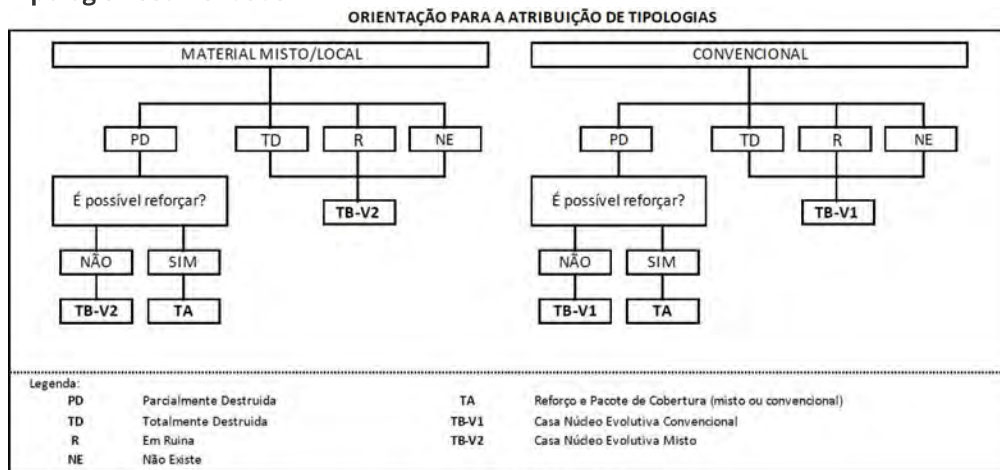 ORIENTAÇÃO PARA A ATRIBUIÇÃO DE TIPOLOGIAS
MATERIAL MISTO/LOCAL
CONVENCIONAL
PD TD R NE
PD TD R NE
É possível reforçar?
TB-V2
É possível reforçar?
TB-V1
NÃO SIM
NÃO SIM
TB-V2 TA
TB-V1 TA
Legenda:
PD Parcialmente Destruida TA Reforço e Pacote de Cobertura (misto ou convencional)
TD Totalmente Destruida TB-V1 Casa Núcleo Evolutiva Convencional
R Em Ruina TB-V2 Casa Núcleo Evolutiva Misto
NE Não Existe